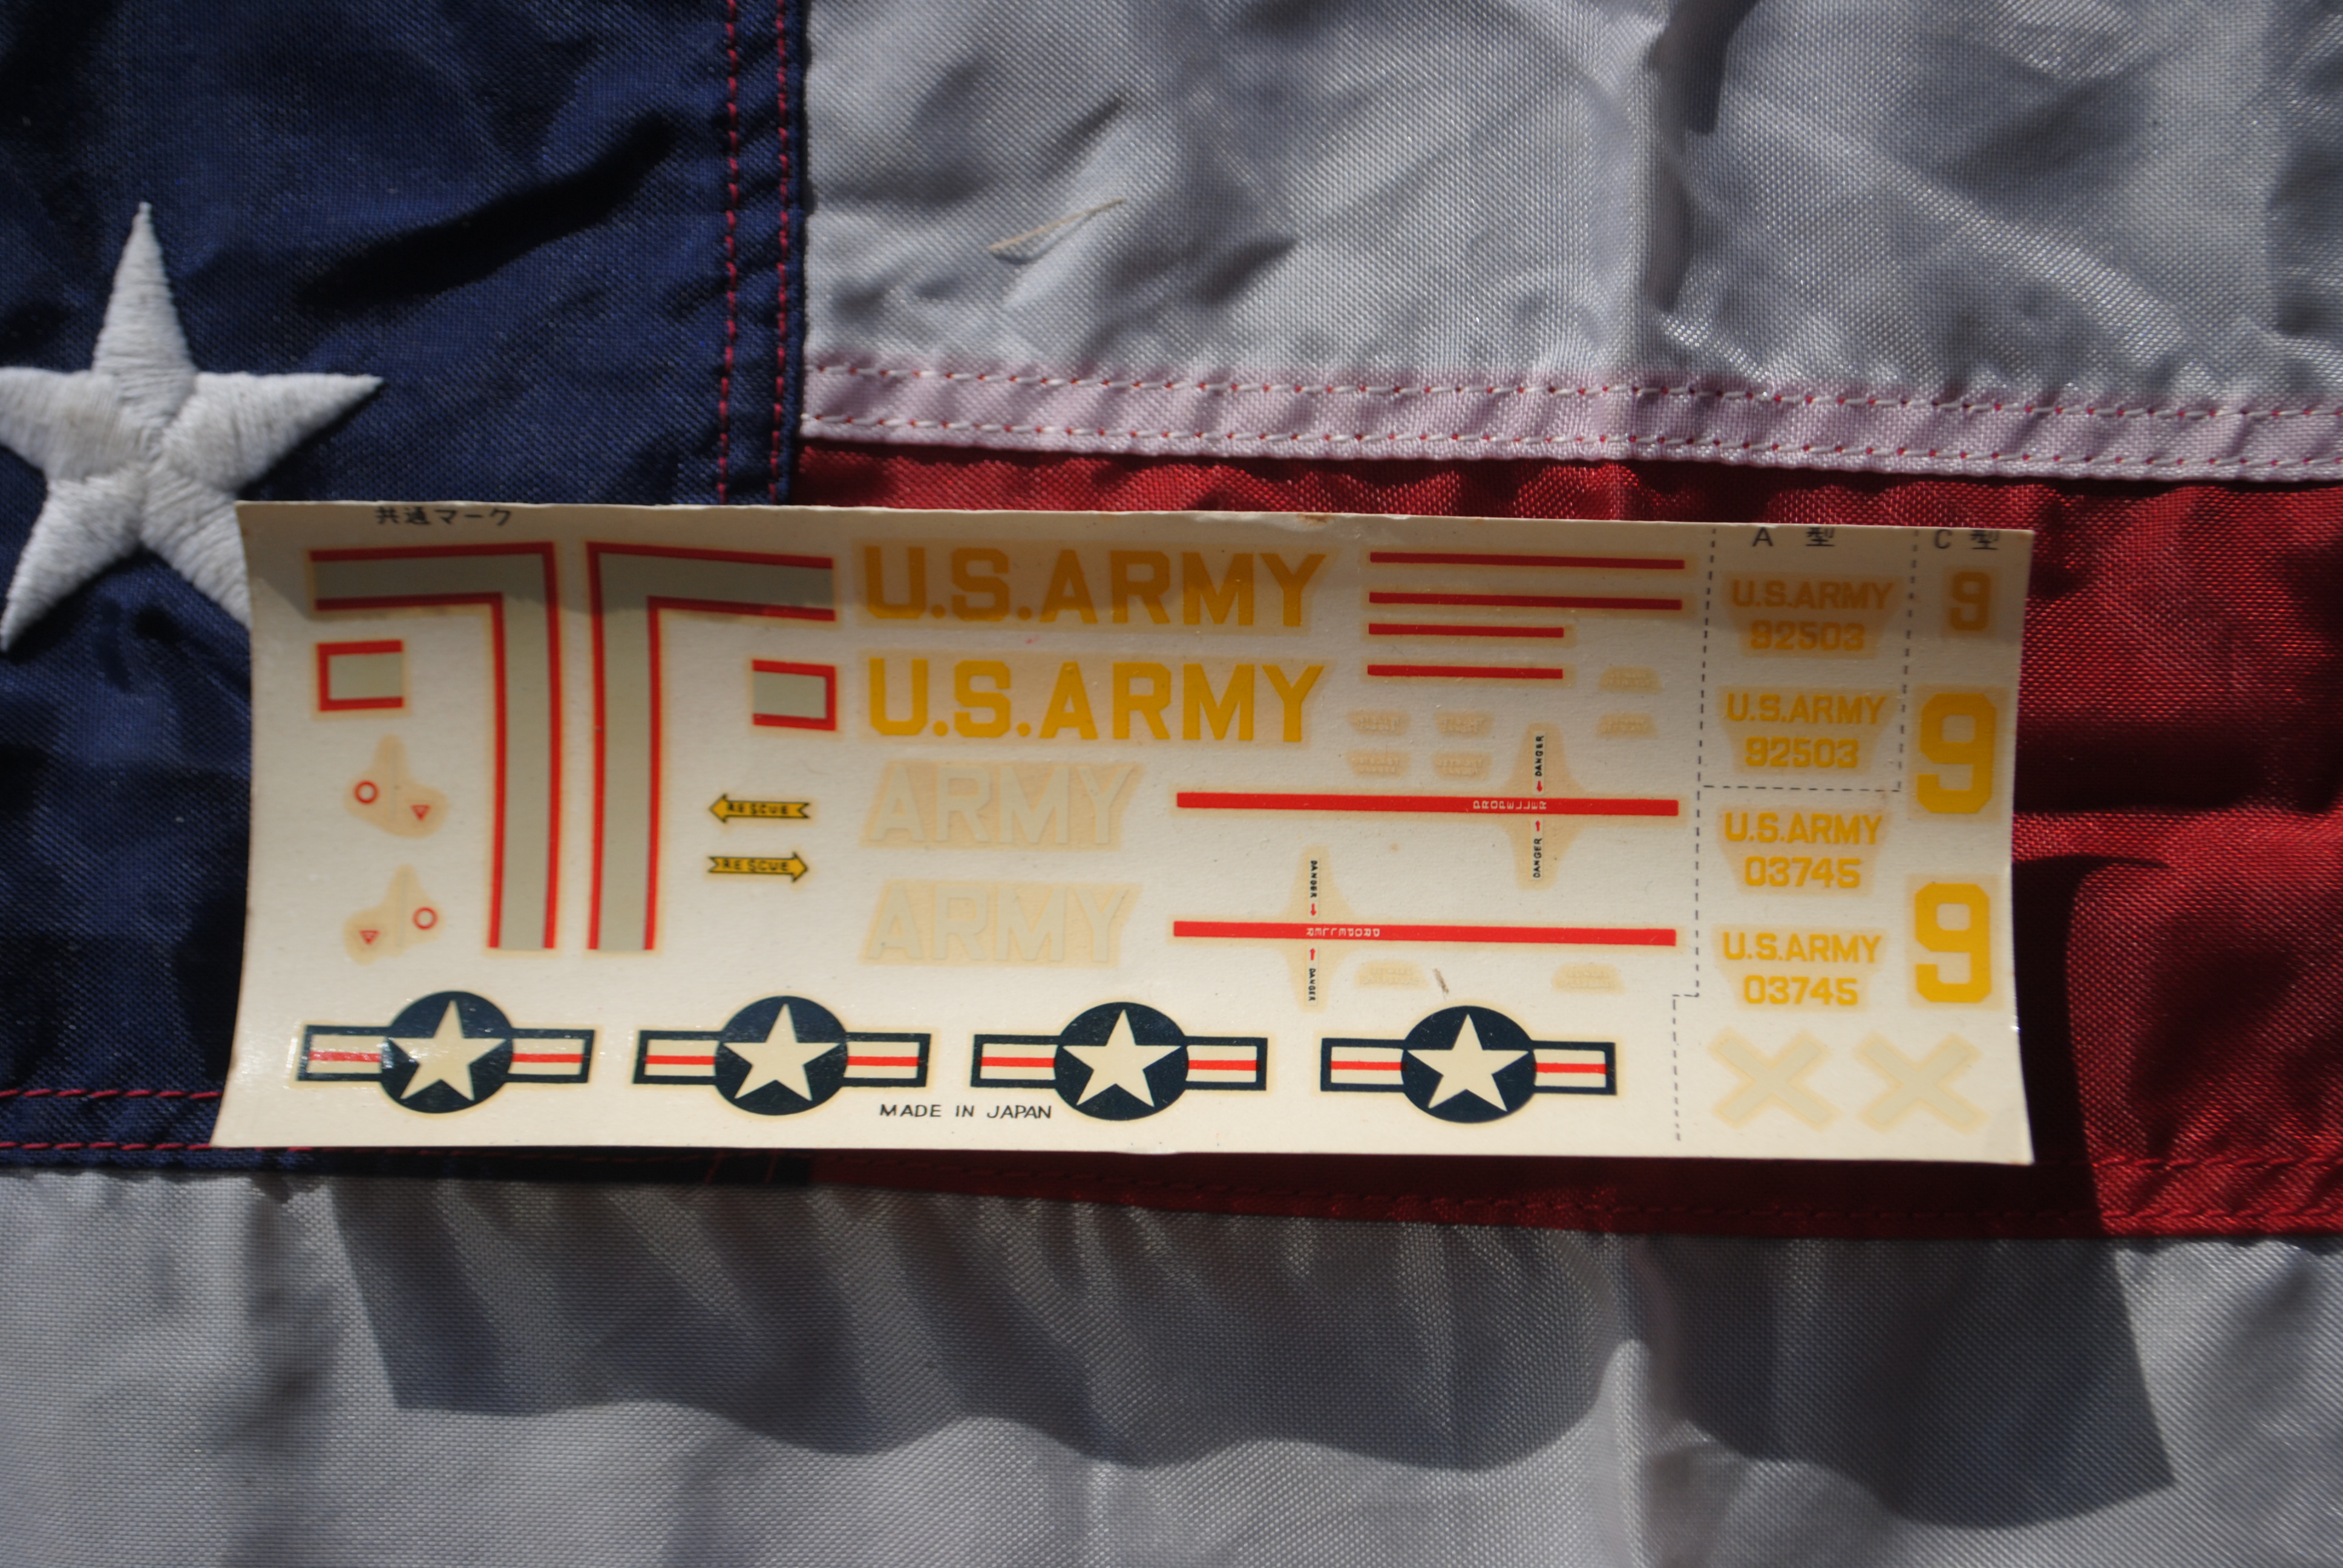 共通マーク
U.S.ARMY
U.S.ARMY
ARMY
ARMY
RESCUE
RESCUE
DANGER
PROPELLER
DANGER
DANGER
PROPELLER
DANGER
MADE IN JAPAN
A 型
U.S.ARMY
92503
U.S.ARMY
92503
U.S.ARMY
03745
U.S.ARMY
03745
C 型
9
9
9